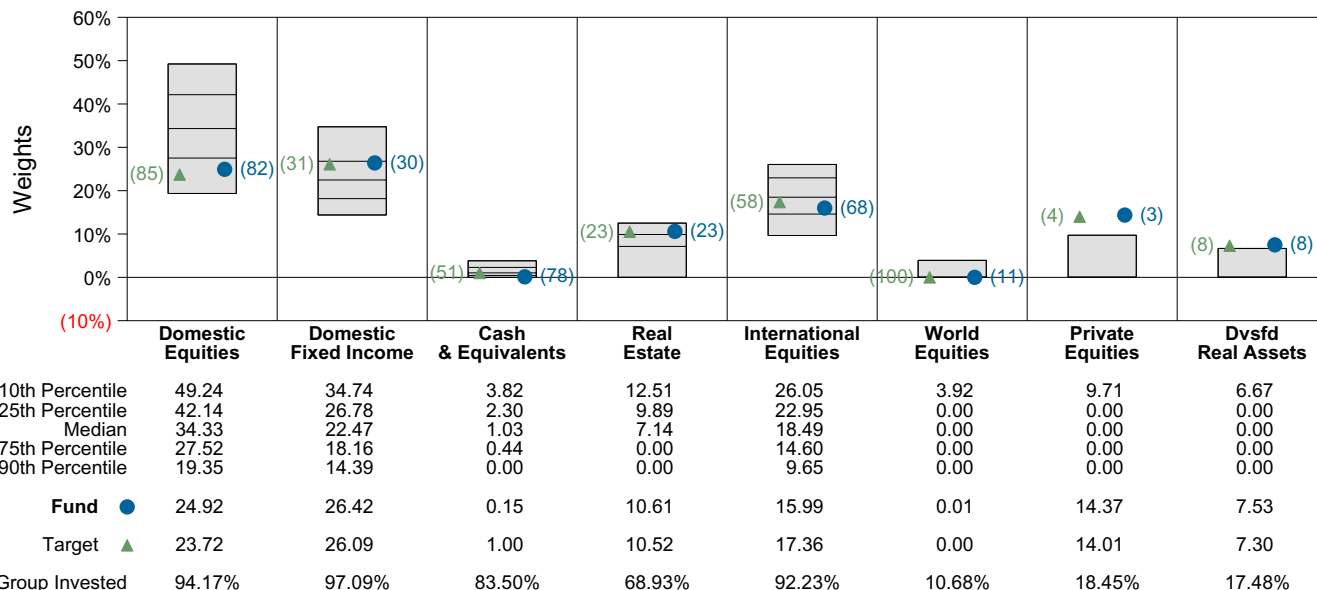 60%
50%
40%
30%
20%
10%
0%
(10%)
Weights
(85) (82) (31) (30) (51) (78) (23) (23) (58) (68) (100) (11) (4) (3) (8) (8)
Domestic Equities
Domestic Fixed Income
Cash & Equivalents
Real Estate
International Equities
World Equities
Private Equities
Dvsfd Real Assets
10th Percentile 49.24 34.74 3.82 12.51 26.05 3.92 9.71 6.67
25th Percentile 42.14 26.78 2.30 9.89 22.95 0.00 0.00 0.00
Median 34.33 22.47 1.03 7.14 18.49 0.00 0.00 0.00
75th Percentile 27.52 18.16 0.44 0.00 14.60 0.00 0.00 0.00
90th Percentile 19.35 14.39 0.00 0.00 9.65 0.00 0.00 0.00
Fund 24.92 26.42 0.15 10.61 15.99 0.01 14.37 7.53
Target 23.72 26.09 1.00 10.52 17.36 0.00 14.01 7.30
Group Invested 94.17% 97.09% 83.50% 68.93% 92.23% 10.68% 18.45% 17.48%